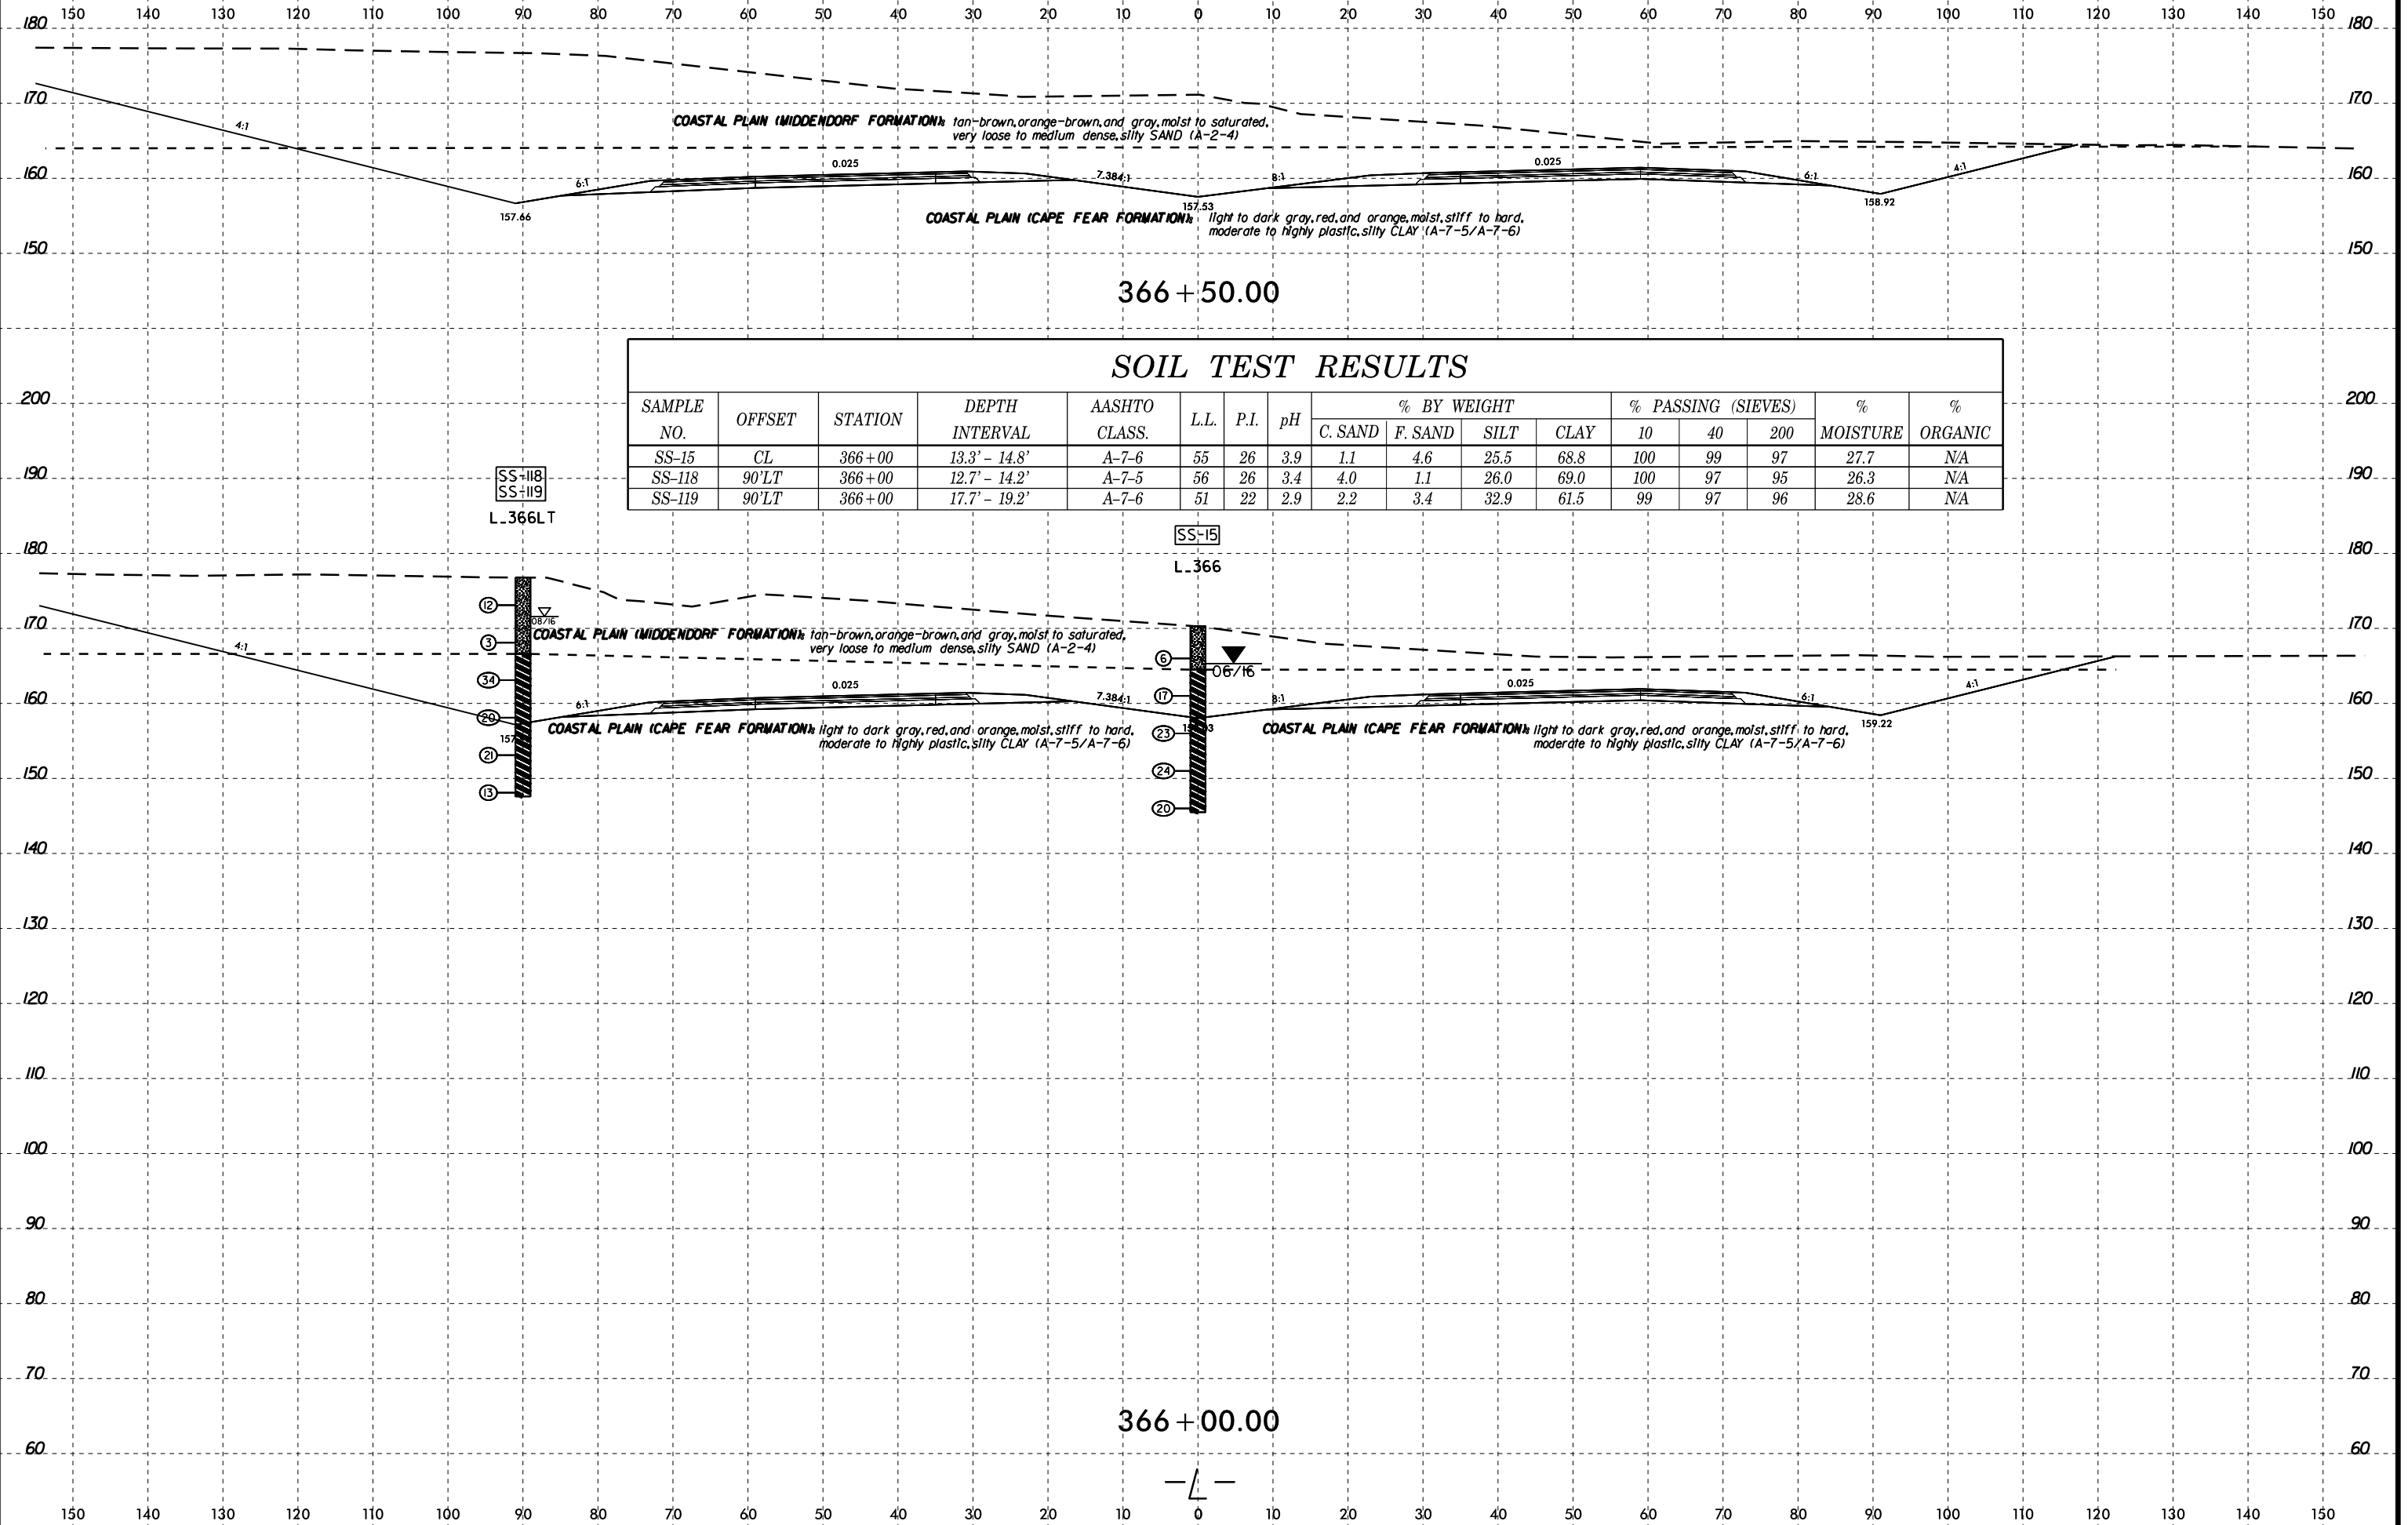 150 140 130 120 110 100 90 80 70 60 50 40 30 20 10 0 10 20 30 40 50 60 70 80 90 100 110 120 130 140 150
180 180
170 170
4:1
COASTAL PLAIN (MIDDENDORF FORMATION): tan-brown, orange-brown, and gray, moist to saturated,
very loose to medium dense, silty SAND (A-2-4)
160 160
6:1 0.025 7.384:1 8:1 0.025 6:1 4:1
157.66 157.53 158.92
COASTAL PLAIN (CAPE FEAR FORMATION): light to dark gray, red, and orange, moist, stiff to hard,
moderate to highly plastic, silty CLAY (A-7-5/A-7-6)
150 150
366+50.00
SOIL TEST RESULTS
SAMPLE NO. OFFSET STATION DEPTH INTERVAL AASHTO CLASS. L.L. P.I. pH % BY WEIGHT % PASSING (SIEVES) % MOISTURE % ORGANIC
C. SAND F. SAND SILT CLAY 10 40 200
SS-15 CL 366+00 13.3' - 14.8' A-7-6 55 26 3.9 1.1 4.6 25.5 68.8 100 99 97 27.7 N/A
SS-118 90'LT 366+00 12.7' - 14.2' A-7-5 56 26 3.4 4.0 1.1 26.0 69.0 100 97 95 26.3 N/A
SS-119 90'LT 366+00 17.7' - 19.2' A-7-6 51 22 2.9 2.2 3.4 32.9 61.5 99 97 96 28.6 N/A
200 200
190 190
SS-118
SS-119
L_366LT
SS-15
L_366
180 180
12
08/16
170 170
3
COASTAL PLAIN (MIDDENDORF FORMATION): tan-brown, orange-brown, and gray, moist to saturated,
very loose to medium dense, silty SAND (A-2-4)
4:1
6
06/16
34
0.025 0.025
17
160 160
6:1 7.384:1 8:1 6:1 4:1
20
159.22
COASTAL PLAIN (CAPE FEAR FORMATION): light to dark gray, red, and orange, moist, stiff to hard,
moderate to highly plastic, silty CLAY (A-7-5/A-7-6)
23
COASTAL PLAIN (CAPE FEAR FORMATION): light to dark gray, red, and orange, moist, stiff to hard,
moderate to highly plastic, silty CLAY (A-7-5/A-7-6)
21
24
150 150
13
20
140 140
130 130
120 120
110 110
100 100
90 90
80 80
70 70
366+00.00
60 60
-L-
150 140 130 120 110 100 90 80 70 60 50 40 30 20 10 0 10 20 30 40 50 60 70 80 90 100 110 120 130 140 150